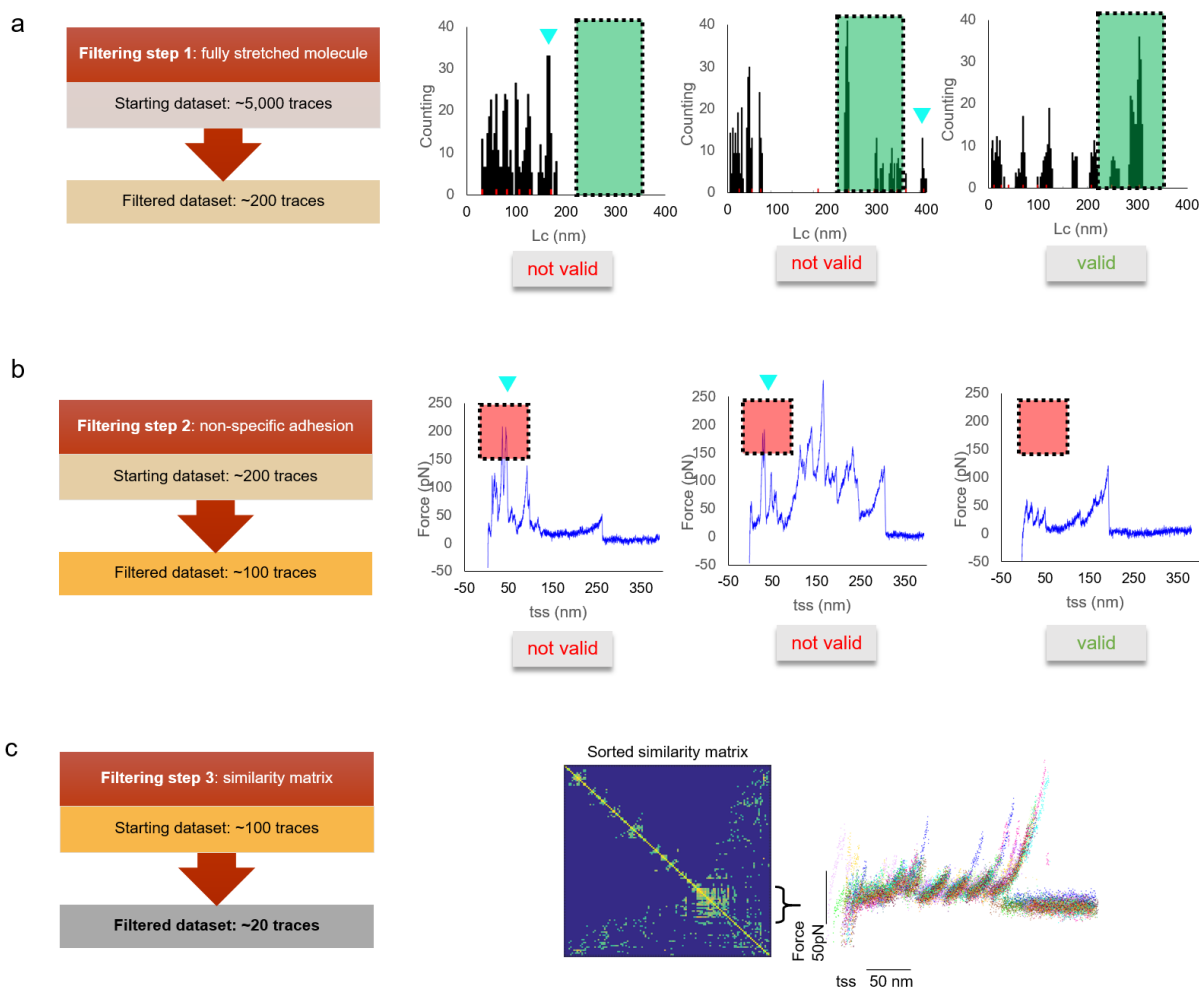 a
Filtering step 1: fully stretched molecule
Starting dataset: ~5,000 traces
Filtered dataset: ~200 traces
Counting
40
30
20
10
0
0 100 200 300 400
Lc (nm)
not valid
Counting
40
30
20
10
0
0 100 200 300 400
Lc (nm)
not valid
Counting
40
30
20
10
0
0 100 200 300 400
Lc (nm)
valid
b
Filtering step 2: non-specific adhesion
Starting dataset: ~200 traces
Filtered dataset: ~100 traces
Force (pN)
250
200
150
100
50
0
-50
-50 50 150 250 350
tss (nm)
not valid
Force (pN)
250
200
150
100
50
0
-50
-50 50 150 250 350
tss (nm)
not valid
Force (pN)
250
200
150
100
50
0
-50
-50 50 150 250 350
tss (nm)
valid
c
Filtering step 3: similarity matrix
Starting dataset: ~100 traces
Filtered dataset: ~20 traces
Sorted similarity matrix
Force
50pN
tss 50 nm